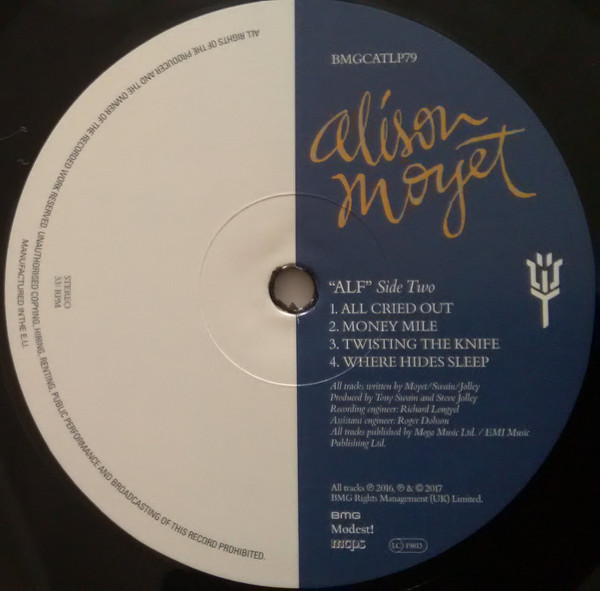 BMGCATLP79
alison
moyet
"ALF" Side Two
1. ALL CRIED OUT
2. MONEY MILE
3. TWISTING THE KNIFE
4. WHERE HIDES SLEEP
All tracks written by Moyet/Swain/Jolley
Produced by Tony Swain and Steve Jolley
Recording engineer: Richard Lengyel
Assistant engineer: Roger Dobson
All tracks published by Mega Music Ltd. / EMI Music
Publishing Ltd.
All tracks ℗ 2016, ℗ & © 2017
BMG Rights Management (UK) Limited.
BMG
Modest!
mcps
LC 19813
STEREO
33⅓ RPM
ALL RIGHTS OF THE PRODUCER AND THE OWNER OF THE RECORDED WORK RESERVED. UNAUTHORISED COPYING, HIRING, RENTING, PUBLIC PERFORMANCE AND BROADCASTING OF THIS RECORD PROHIBITED.
MANUFACTURED IN THE E.U.